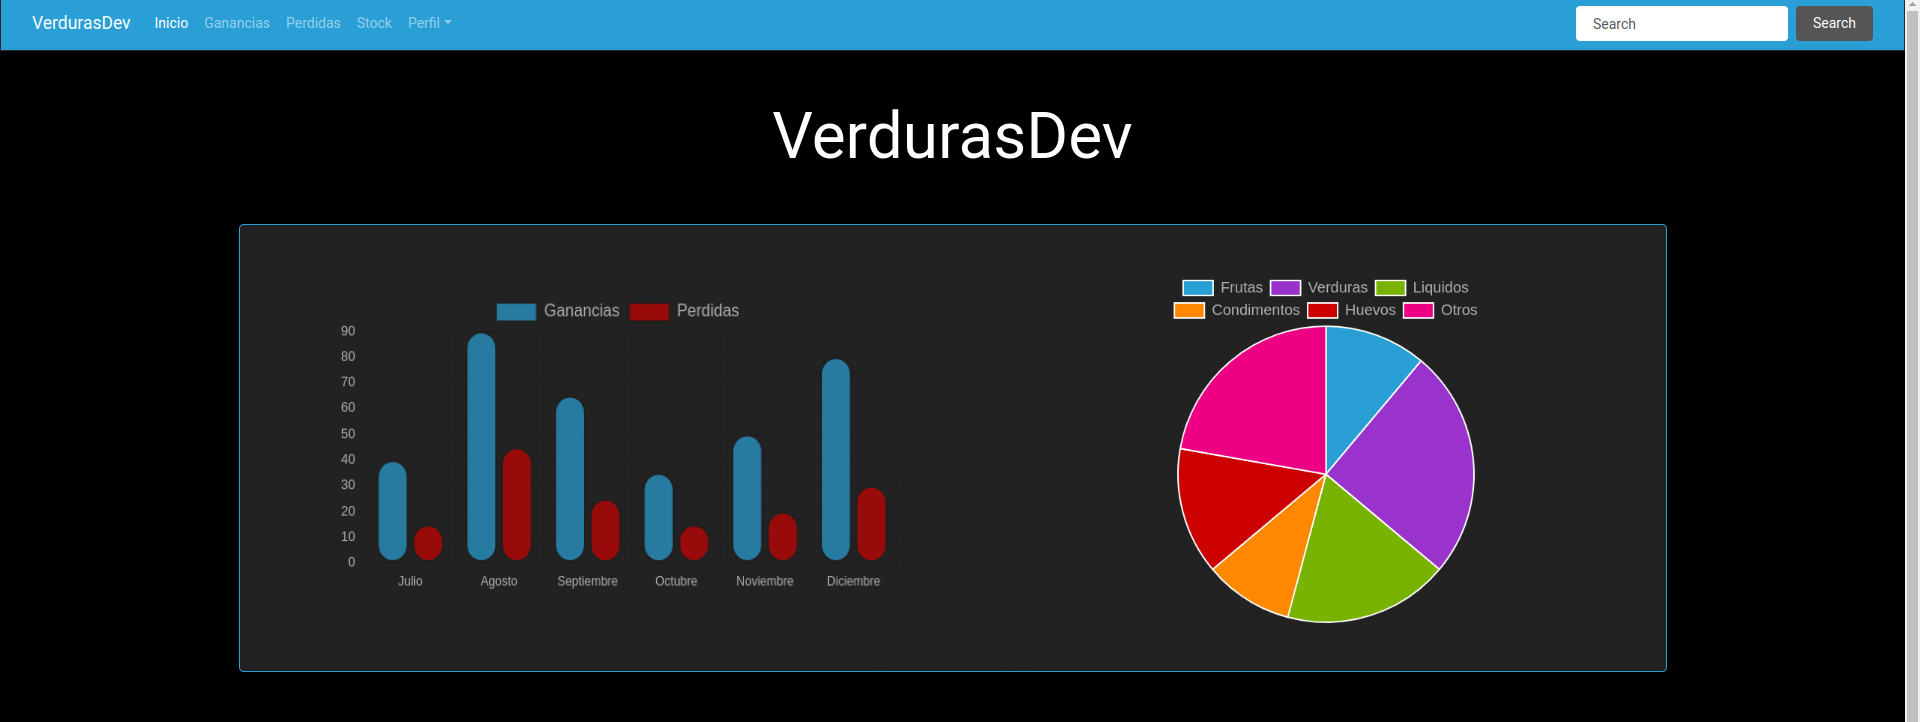 VerdurasDev Inicio Ganancias Perdidas Stock Perfil Search Search
VerdurasDev
Frutas Verduras Liquidos
Condimentos Huevos Otros
Ganancias Perdidas
90
80
70
60
50
40
30
20
10
0
Julio Agosto Septiembre Octubre Noviembre Diciembre